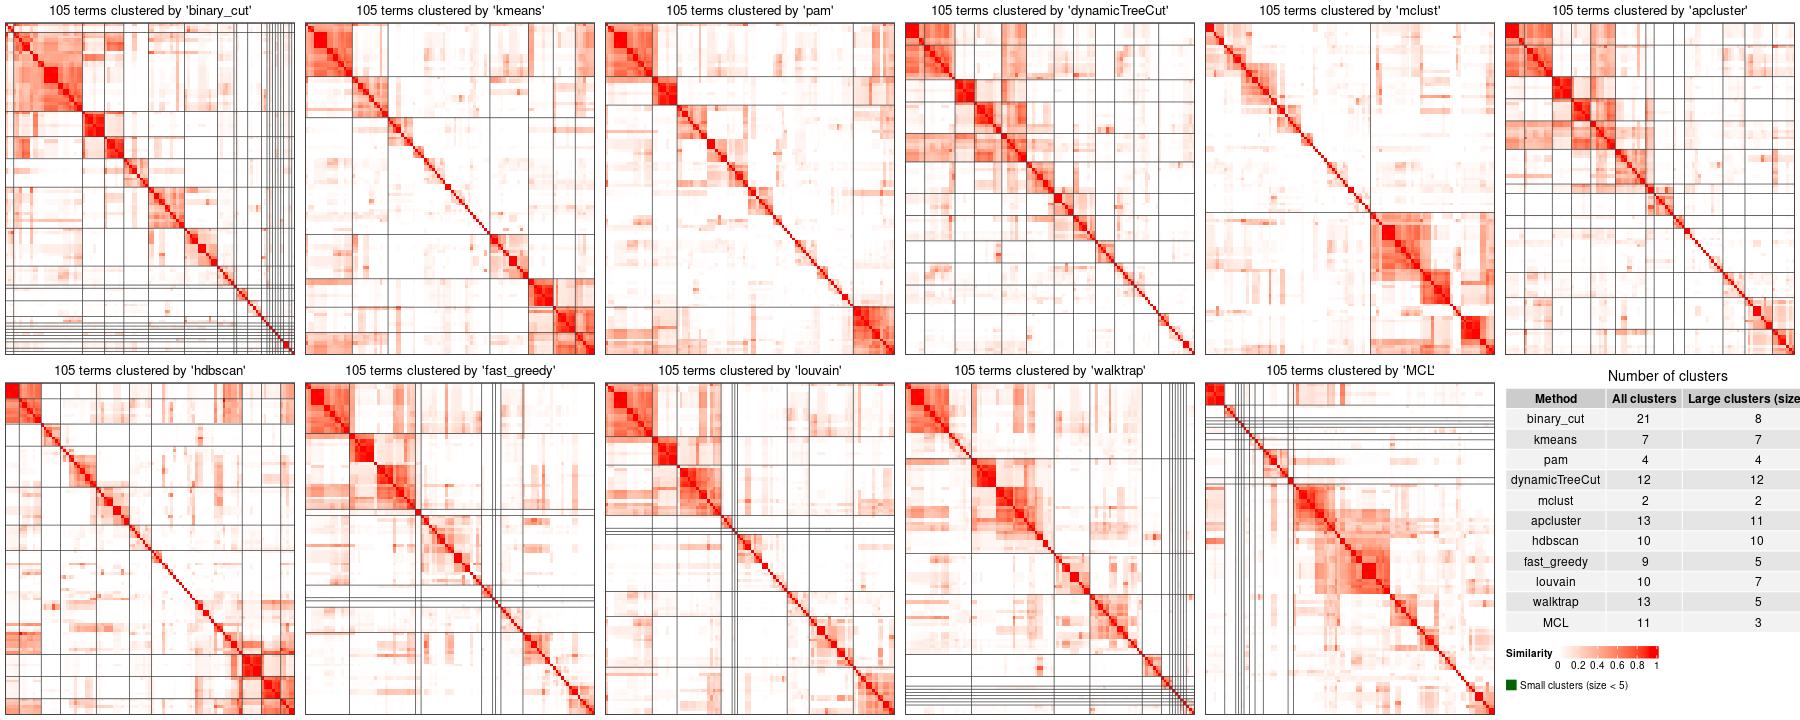 105 terms clustered by 'binary_cut'
105 terms clustered by 'kmeans'
105 terms clustered by 'pam'
105 terms clustered by 'dynamicTreeCut'
105 terms clustered by 'mclust'
105 terms clustered by 'apcluster'
105 terms clustered by 'hdbscan'
105 terms clustered by 'fast_greedy'
105 terms clustered by 'louvain'
105 terms clustered by 'walktrap'
105 terms clustered by 'MCL'
Number of clusters
Method All clusters Large clusters (size
binary_cut 21 8
kmeans 7 7
pam 4 4
dynamicTreeCut 12 12
mclust 2 2
apcluster 13 11
hdbscan 10 10
fast_greedy 9 5
louvain 10 7
walktrap 13 5
MCL 11 3
Similarity
0 0.2 0.4 0.6 0.8 1
Small clusters (size < 5)